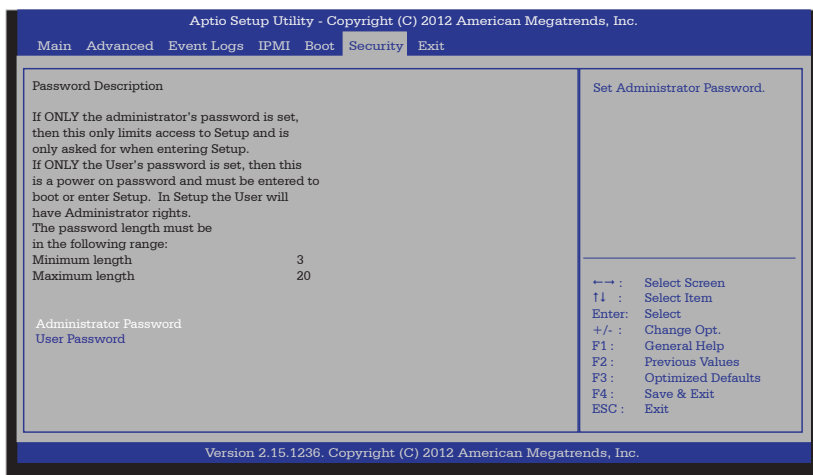 Aptio Setup Utility - Copyright (C) 2012 American Megatrends, Inc.
Main Advanced Event Logs IPMI Boot Security Exit
Password Description
If ONLY the administrator's password is set,
then this only limits access to Setup and is
only asked for when entering Setup.
If ONLY the User's password is set, then this
is a power on password and must be entered to
boot or enter Setup. In Setup the User will
have Administrator rights.
The password length must be
in the following range:
Minimum length 3
Maximum length 20
Administrator Password
User Password
Set Administrator Password.
←→ : Select Screen
↑↓ : Select Item
Enter: Select
+/- : Change Opt.
F1 : General Help
F2 : Previous Values
F3 : Optimized Defaults
F4 : Save & Exit
ESC : Exit
Version 2.15.1236. Copyright (C) 2012 American Megatrends, Inc.